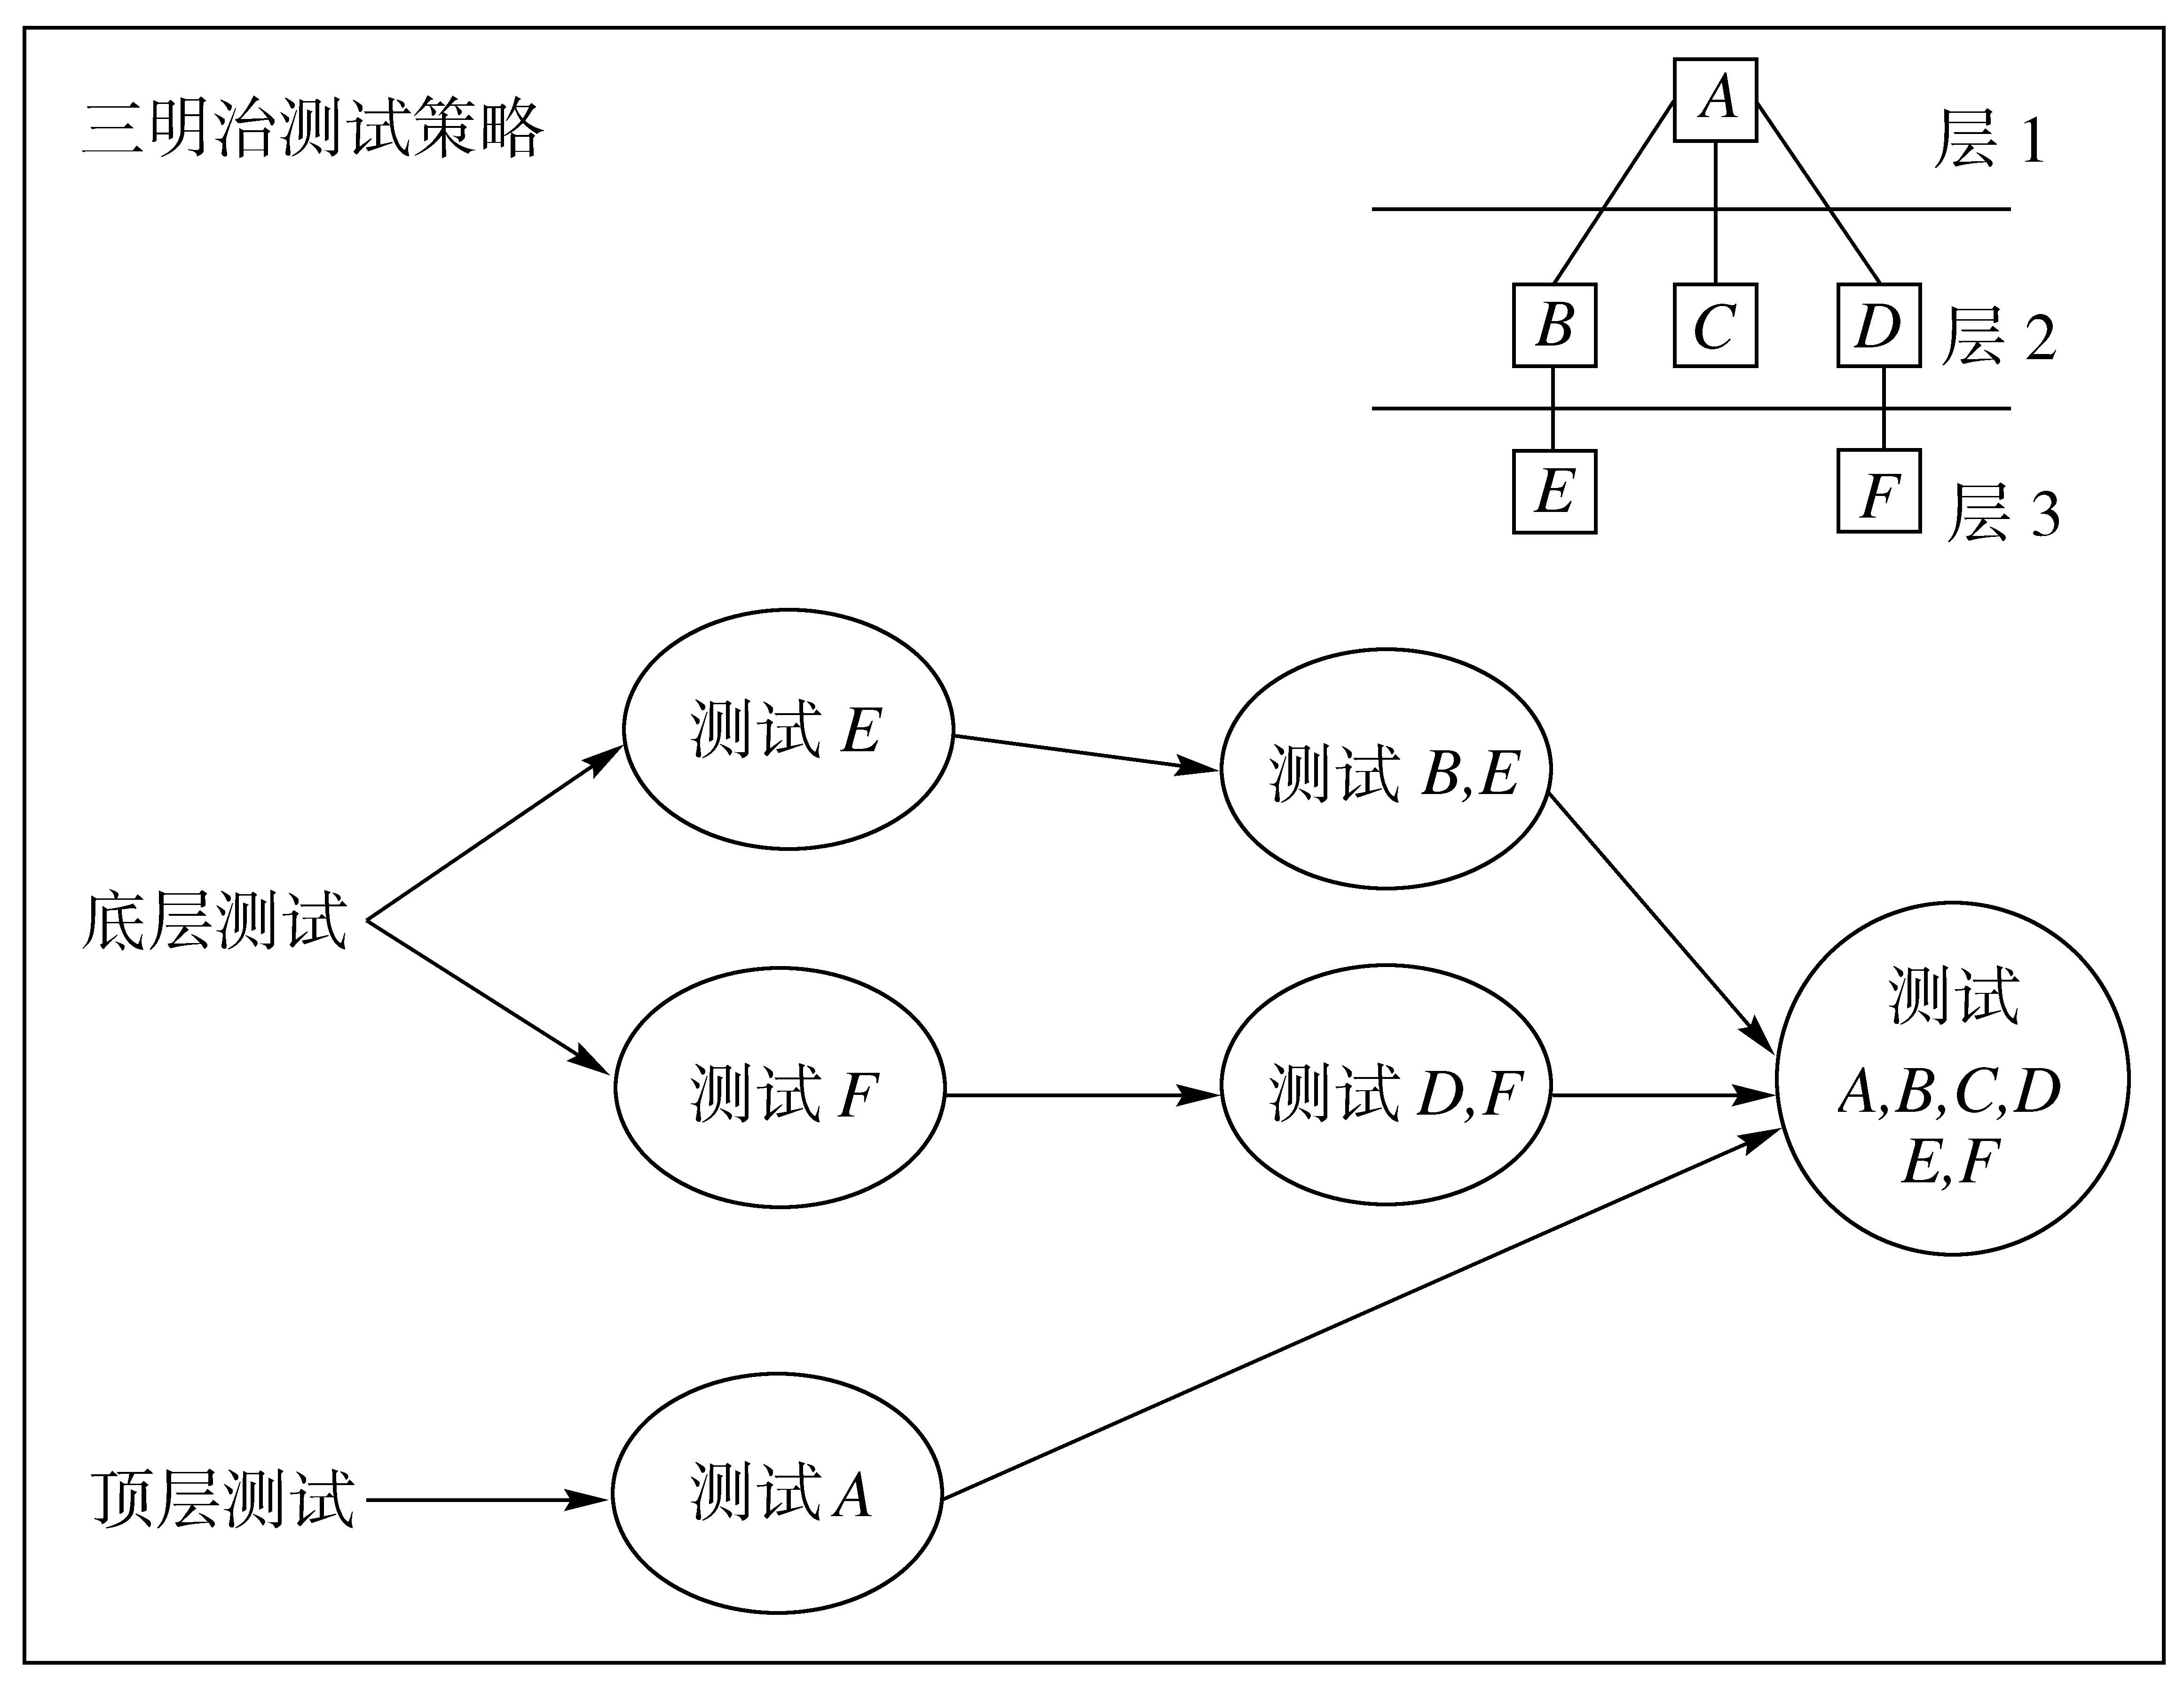 三明治测试策略
A
层 1
B
C
D
层 2
E
F
层 3
测试 E
测试 B,E
底层测试
测试 F
测试 D,F
测试
A,B,C,D
E,F
顶层测试
测试 A